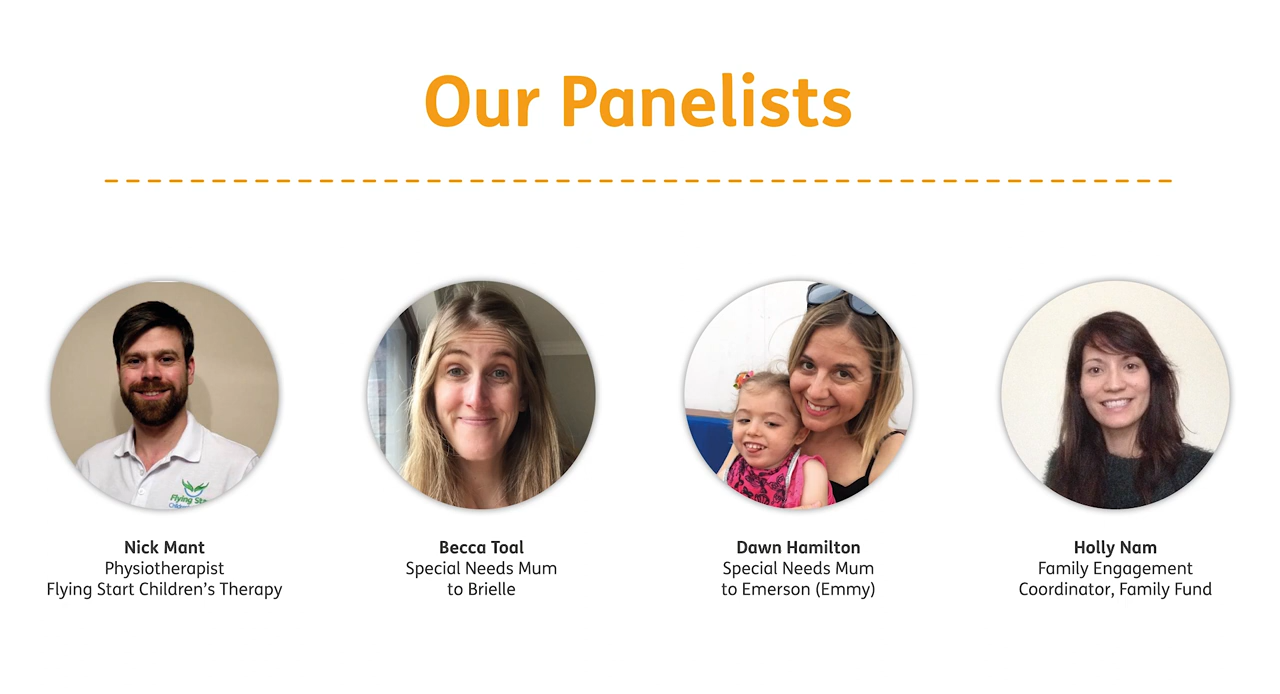 Our Panelists
Flying
Nick Mant
Physiotherapist
Flying Start Children’s Therapy
Becca Toal
Special Needs Mum
to Brielle
Dawn Hamilton
Special Needs Mum
to Emerson (Emmy)
Holly Nam
Family Engagement
Coordinator, Family Fund